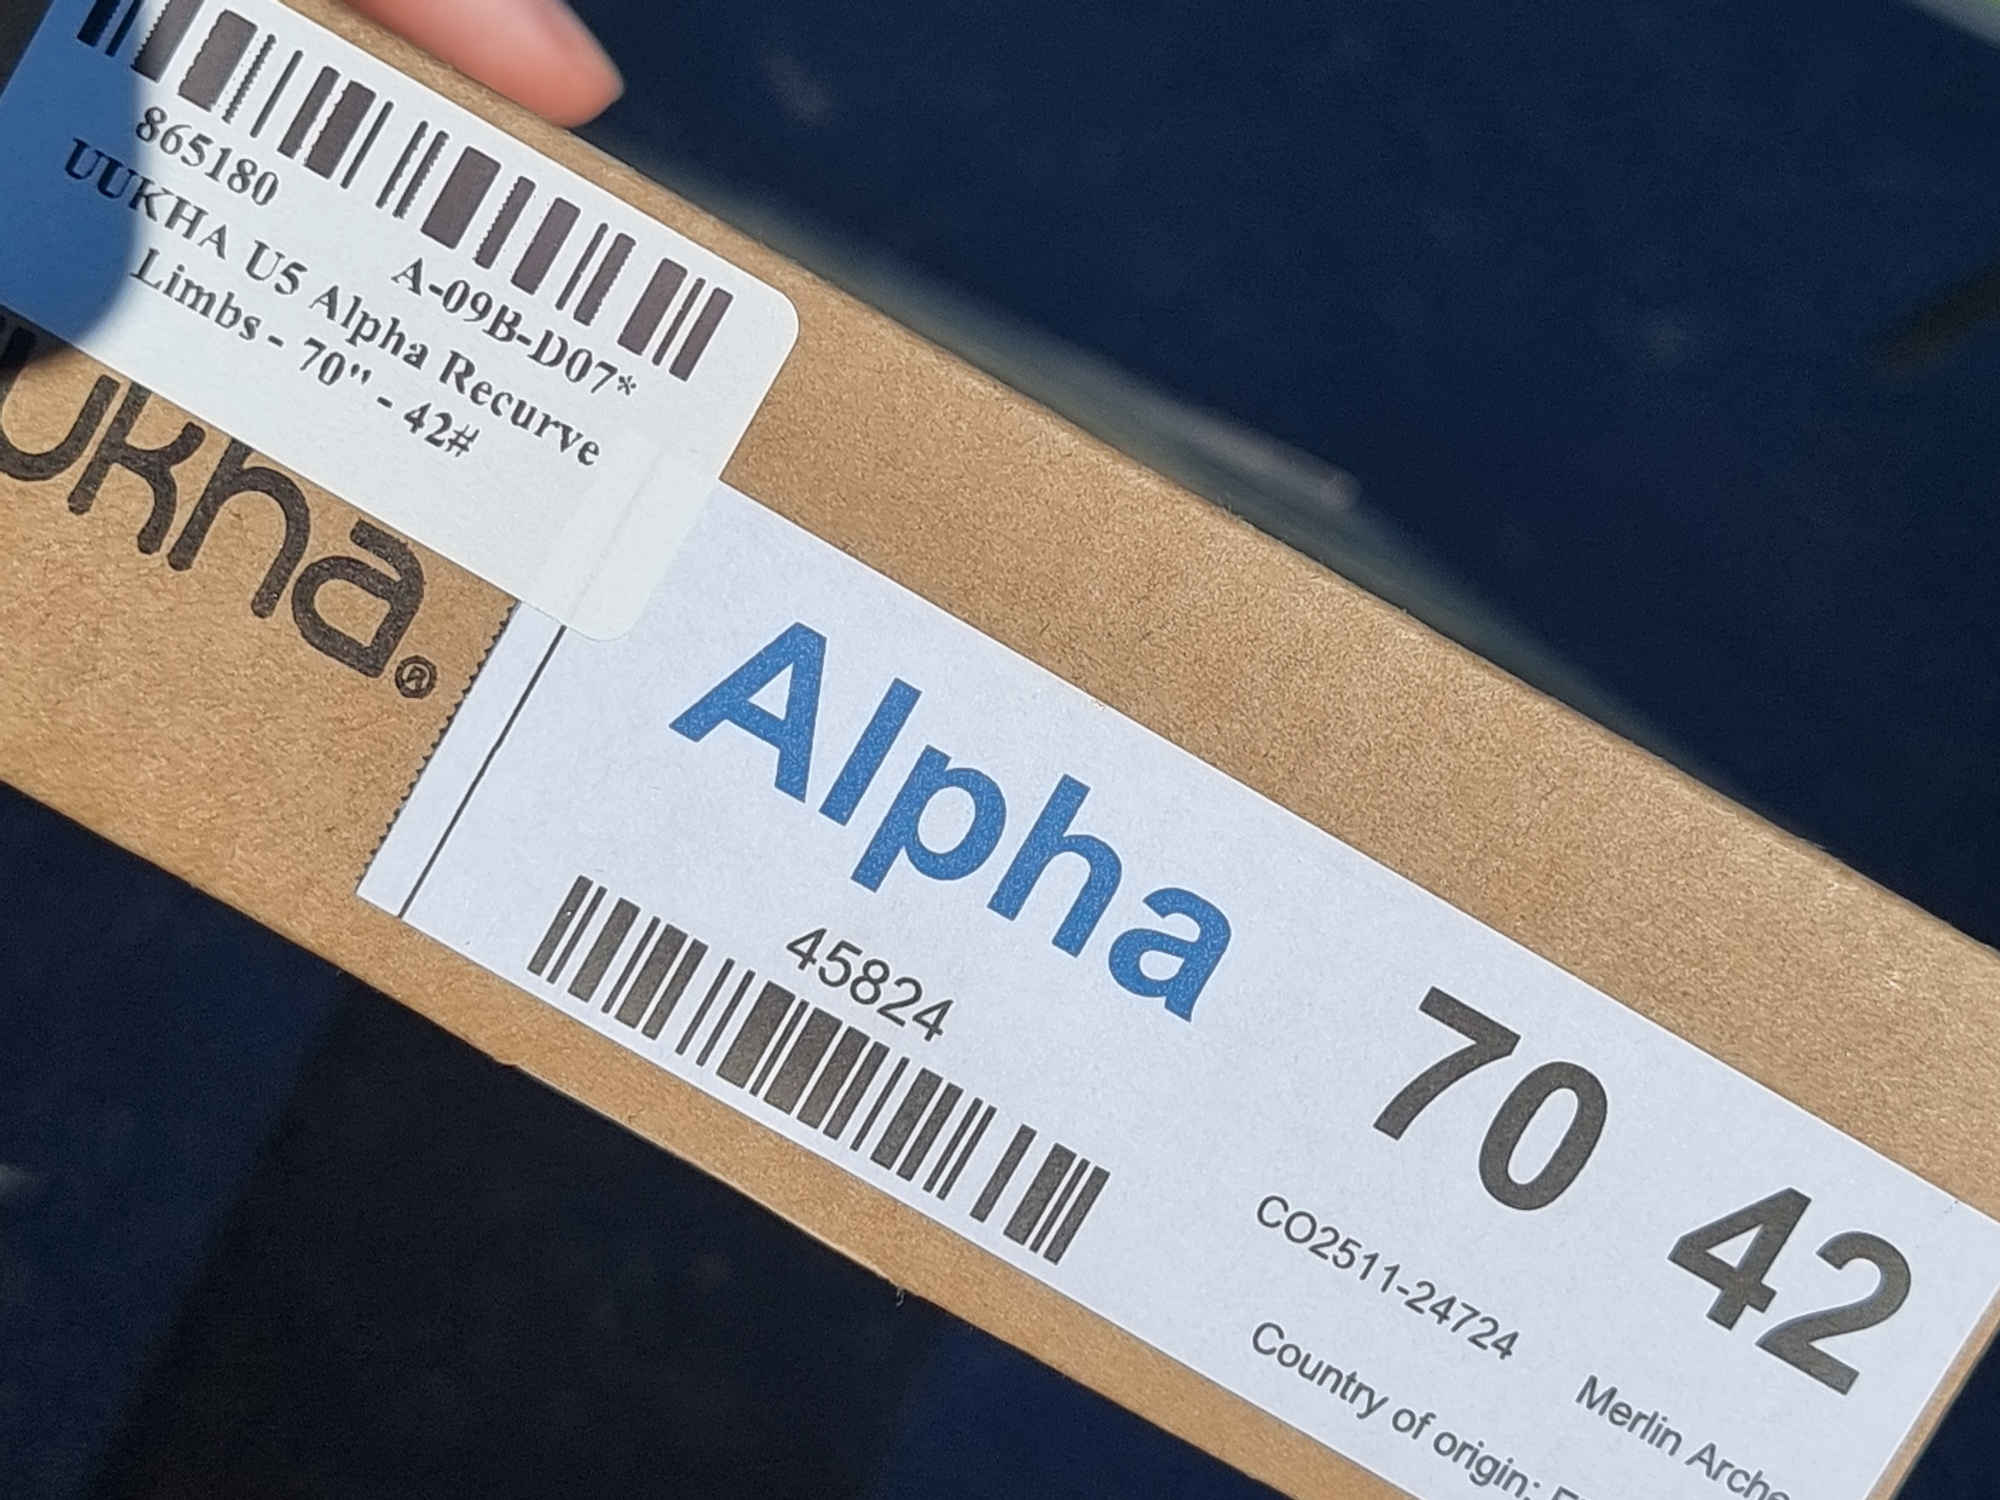 865180
A-09B-D07*
UUKHA U5 Alpha Recurve
Limbs - 70'' - 42#
ukha®
Alpha
70 42
45824
CO2511-24724
Merlin
Country of origin: